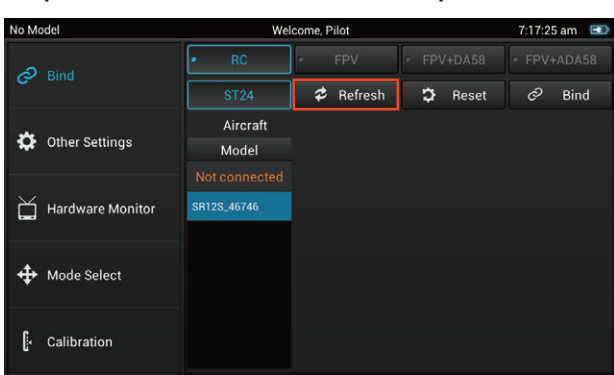 No Model Welcome, Pilot 7:17:25 am
Bind
Other Settings
Hardware Monitor
Mode Select
Calibration
RC FPV FPV+DA58 FPV+ADA58
ST24 Refresh Reset Bind
Aircraft
Model
Not connected
SR12S_46746